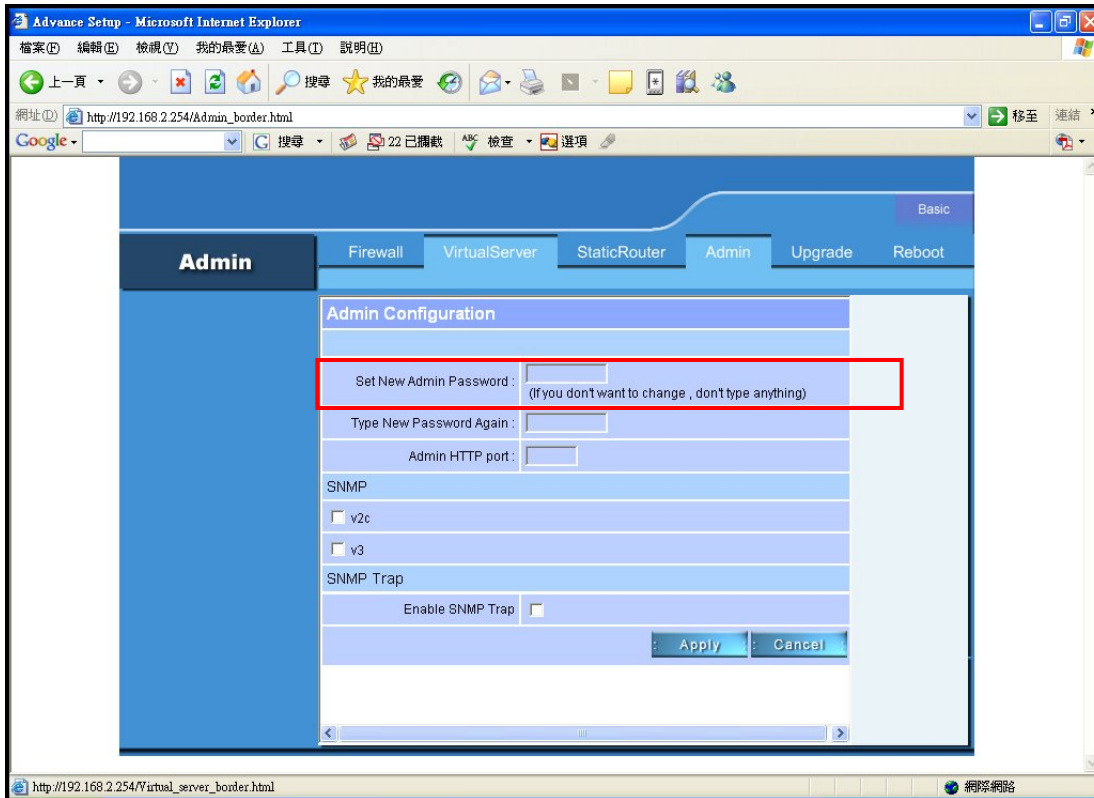 Advance Setup - Microsoft Internet Explorer
檔案(F) 編輯(E) 檢視(V) 我的最愛(A) 工具(T) 說明(H)
上一頁 搜尋 我的最愛
網址(D) http://192.168.2.254/Admin_border.html 移至 連結
Google 搜尋 22 已攔截 ABC 檢查 選項
Basic
Admin Firewall VirtualServer StaticRouter Admin Upgrade Reboot
Admin Configuration
Set New Admin Password :
(If you don't want to change , don't type anything)
Type New Password Again :
Admin HTTP port :
SNMP
v2c
v3
SNMP Trap
Enable SNMP Trap
Apply Cancel
http://192.168.2.254/Virtual_server_border.html 網際網路